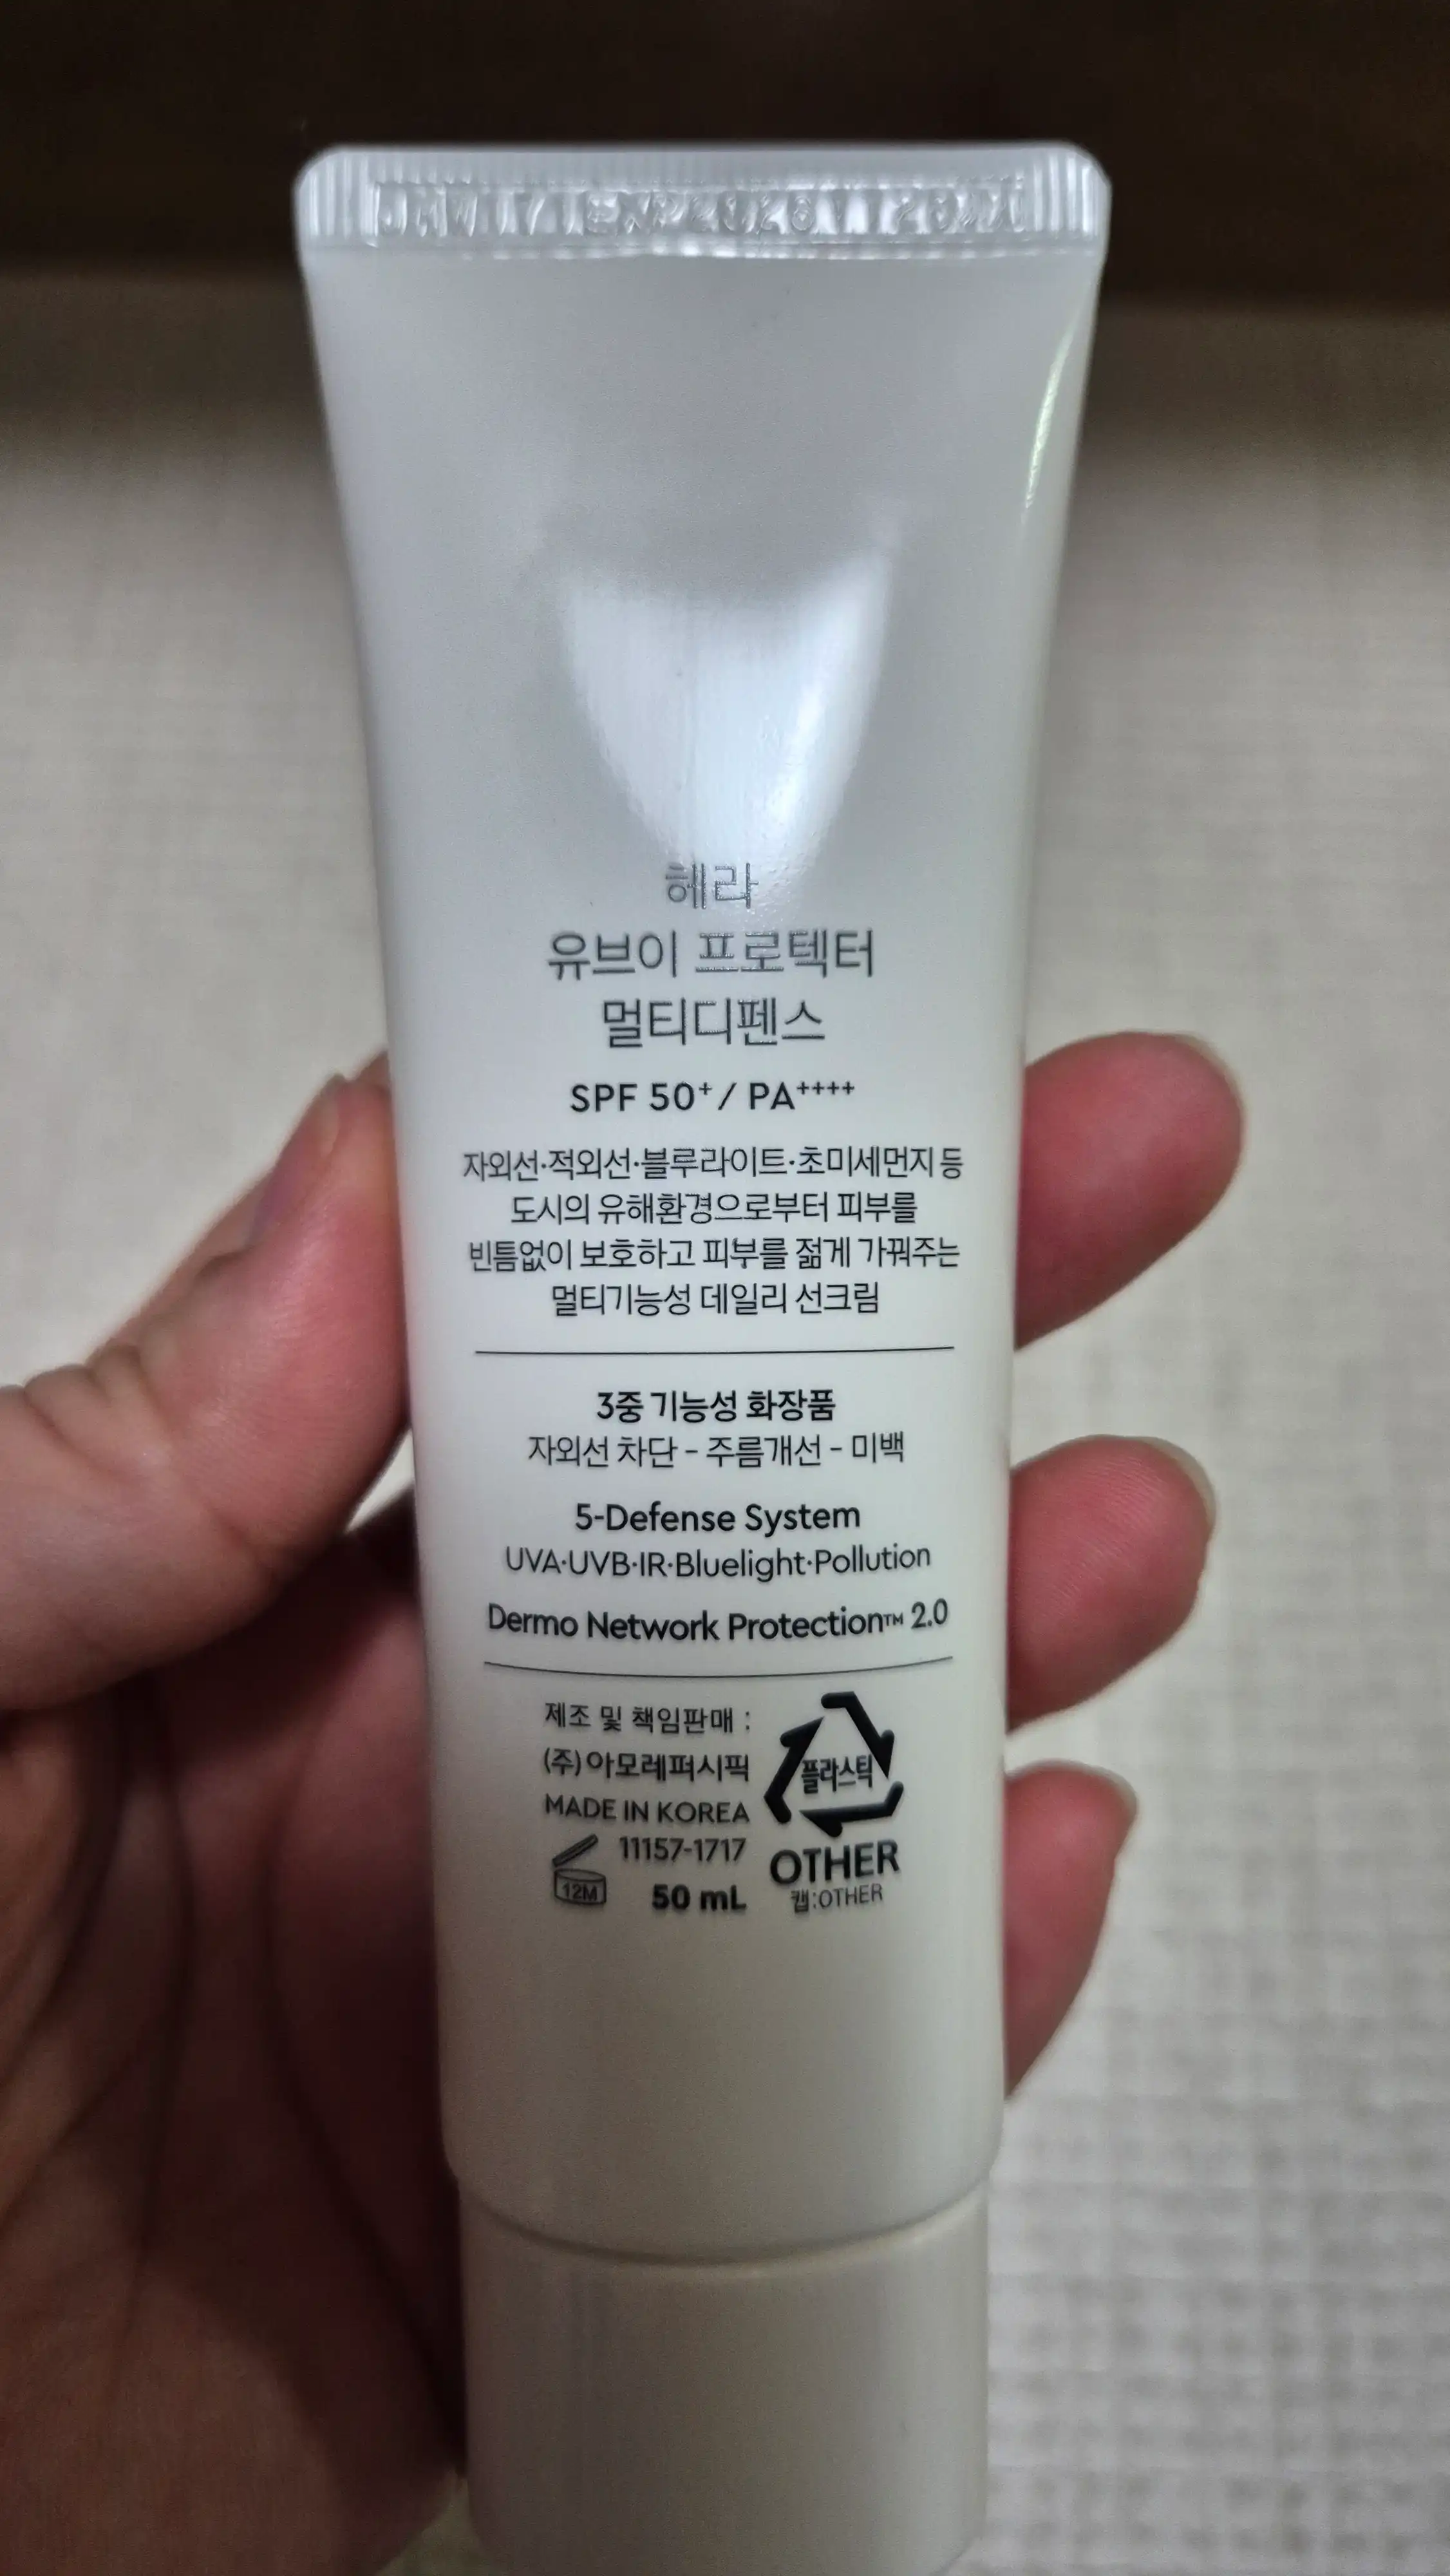 헤라
유브이 프로텍터
멀티디펜스
SPF 50⁺ / PA⁺⁺⁺⁺
자외선·적외선·블루라이트·초미세먼지 등
도시의 유해환경으로부터 피부를
빈틈없이 보호하고 피부를 젊게 가꿔주는
멀티기능성 데일리 선크림
3중 기능성 화장품
자외선 차단 - 주름개선 - 미백
5-Defense System
UVA·UVB·IR·Bluelight·Pollution
Dermo Network Protection™ 2.0
제조 및 책임판매 :
(주)아모레퍼시픽
MADE IN KOREA
11157-1717
12M
50 mL
플라스틱
OTHER
캡:OTHER